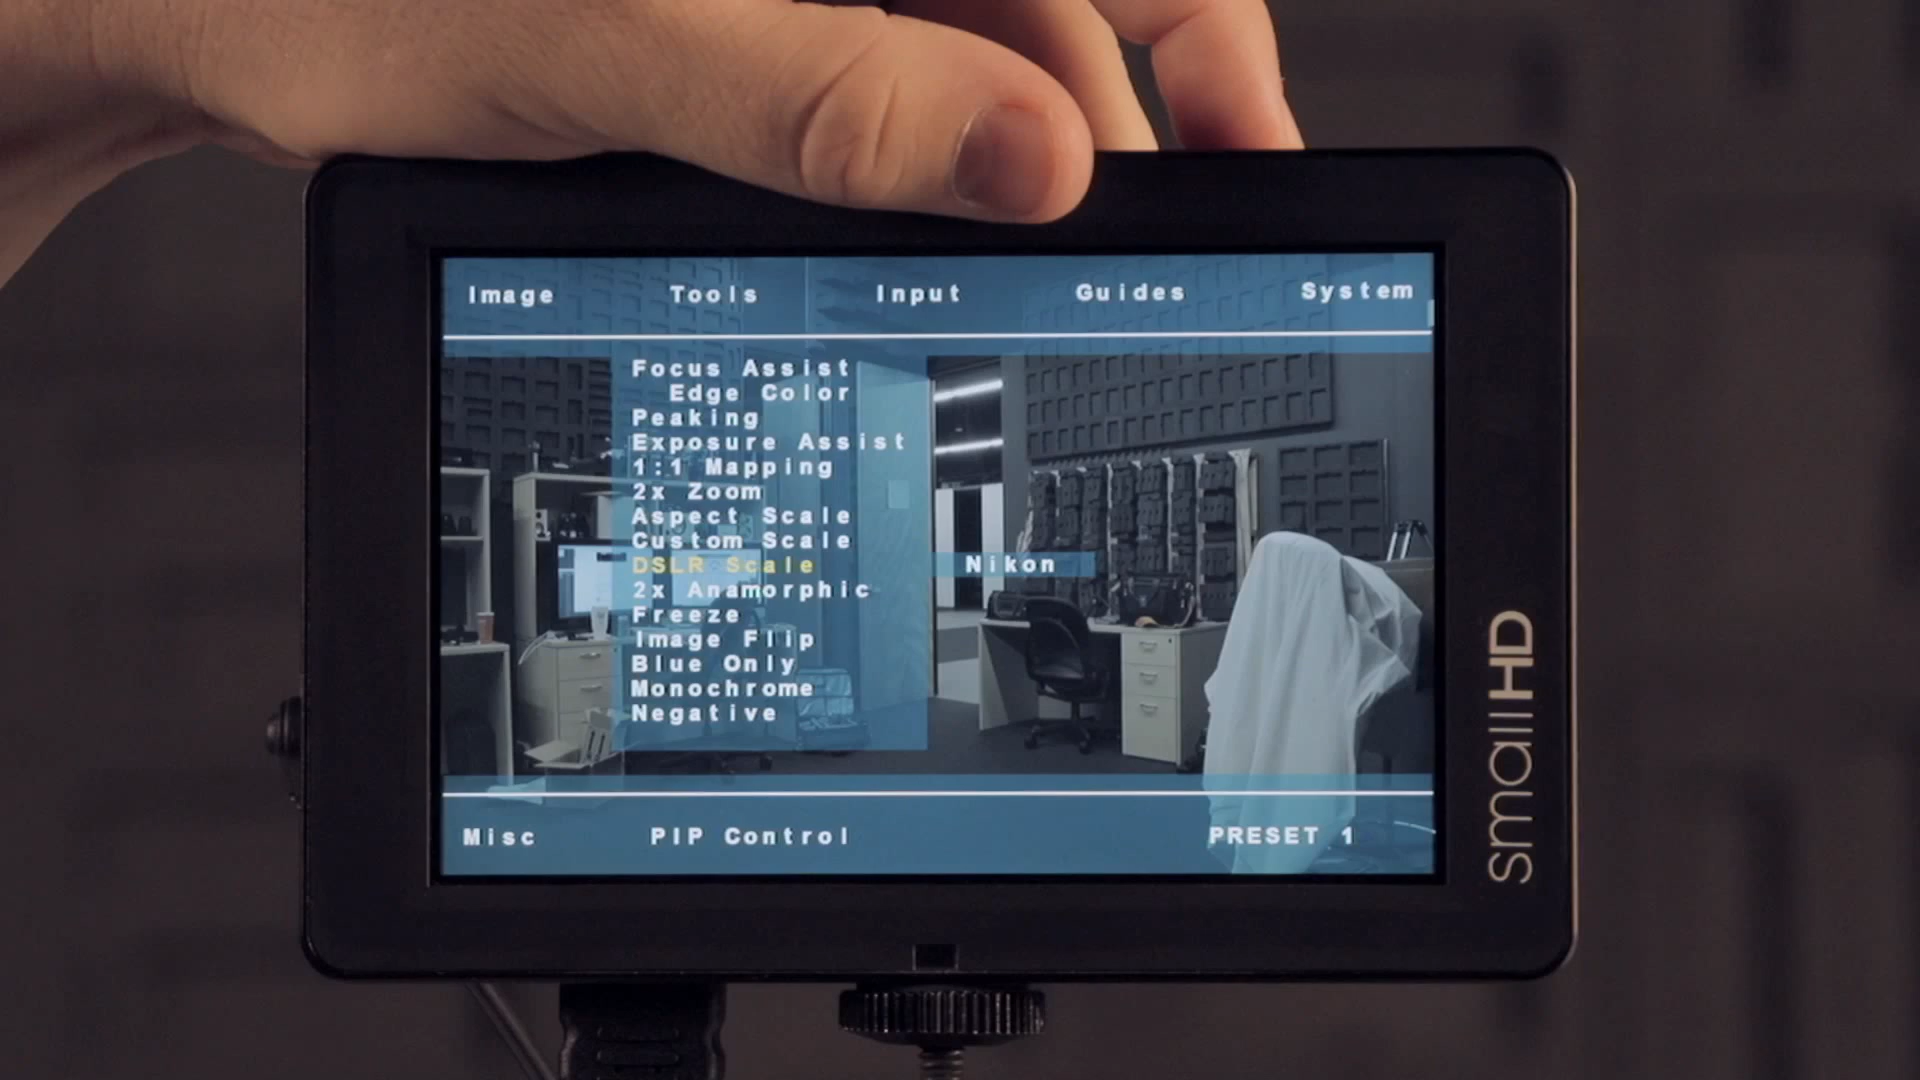 Image Tools Input Guides System
Focus Assist
Edge Color
Peaking
Exposure Assist
1:1 Mapping
2x Zoom
Aspect Scale
Custom Scale
DSLR Scale Nikon
2x Anamorphic
Freeze
Image Flip
Blue Only
Monochrome
Negative
Misc PIP Control PRESET 1
smallHD